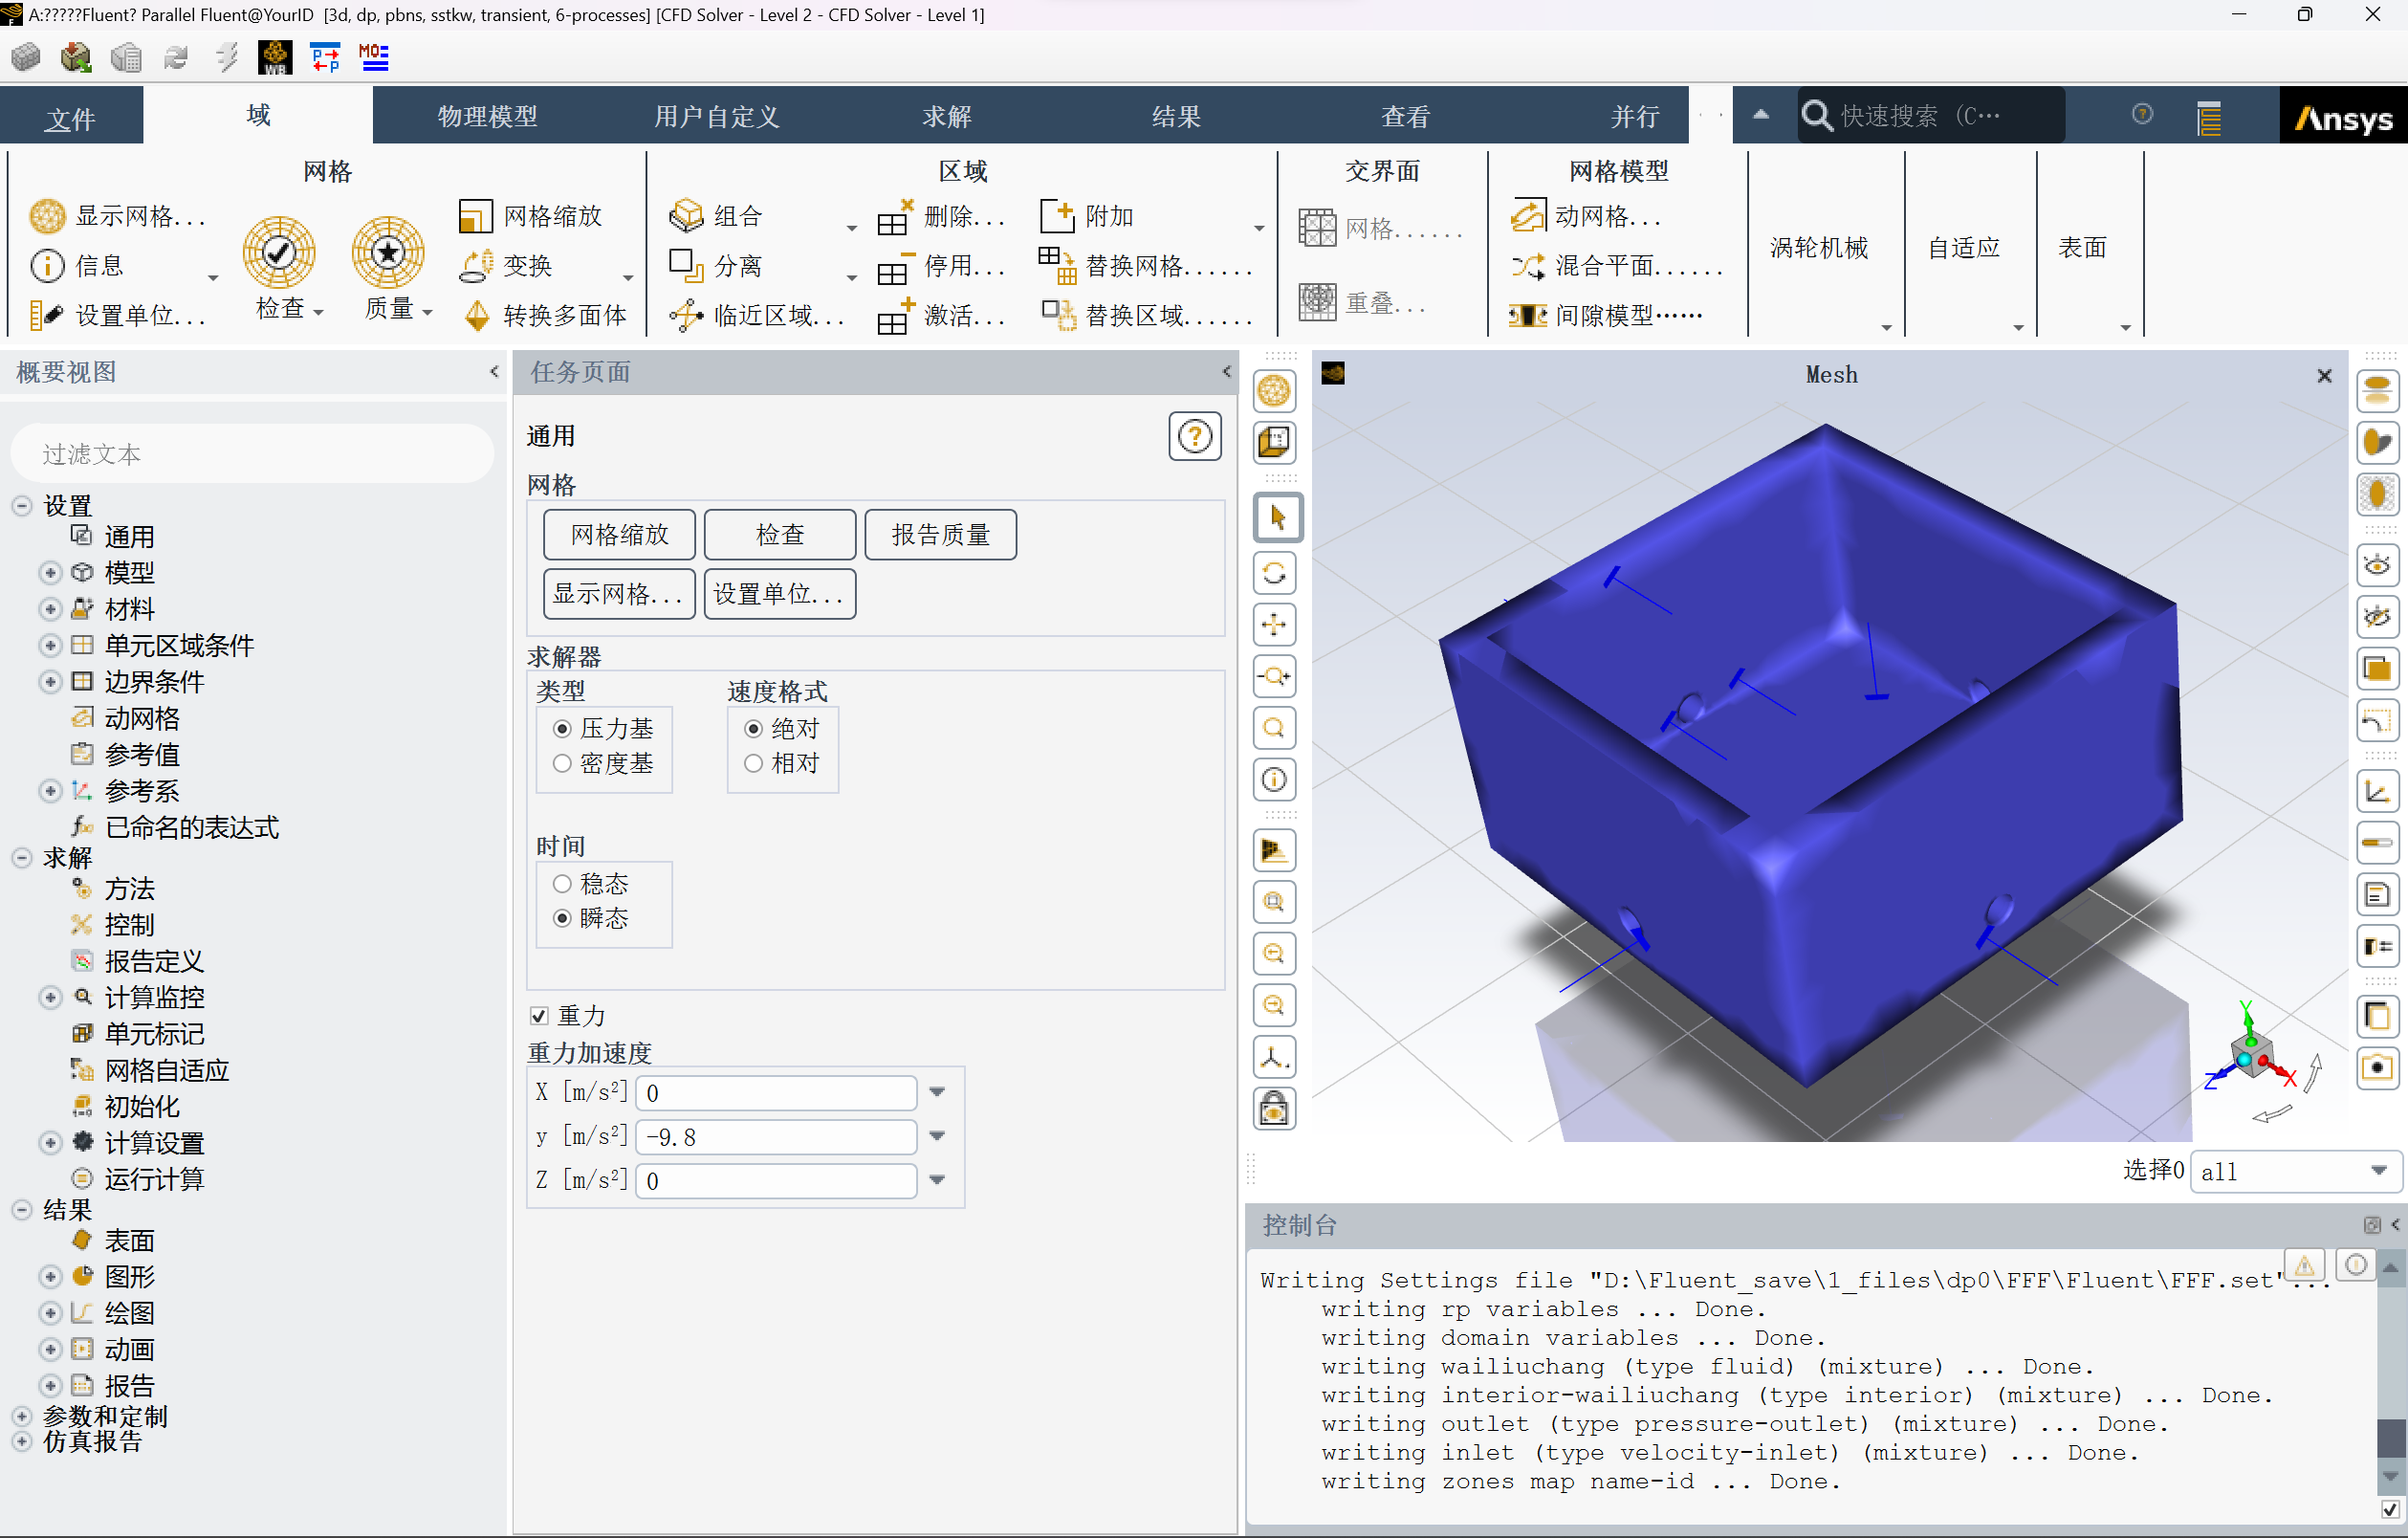 A:?????Fluent? Parallel Fluent@YourID [3d, dp, pbns, sstkw, transient, 6-processes] [CFD Solver - Level 2 - CFD Solver - Level 1]
文件 域 物理模型 用户自定义 求解 结果 查看 并行 快速搜索 (C… Ansys
网格 区域 交界面 网格模型
显示网格... 网格缩放 组合 删除... 附加 网格...... 动网格...
信息 变换 分离 停用... 替换网格...... 混合平面...... 涡轮机械 自适应 表面
检查 质量
设置单位... 转换多面体 临近区域... 激活... 替换区域...... 重叠... 间隙模型……
概要视图
过滤文本
设置
通用
模型
材料
单元区域条件
边界条件
动网格
参考值
参考系
已命名的表达式
求解
方法
控制
报告定义
计算监控
单元标记
网格自适应
初始化
计算设置
运行计算
结果
表面
图形
绘图
动画
报告
参数和定制
仿真报告
任务页面
通用
网格
网格缩放 检查 报告质量
显示网格... 设置单位...
求解器
类型 速度格式
压力基 绝对
密度基 相对
时间
稳态
瞬态
重力
重力加速度
X [m/s²] 0
y [m/s²] -9.8
Z [m/s²] 0
Mesh
Y
Z X
选择0 all
控制台
Writing Settings file "D:\Fluent_save\1_files\dp0\FFF\Fluent\FFF.set"...
writing rp variables ... Done.
writing domain variables ... Done.
writing wailiuchang (type fluid) (mixture) ... Done.
writing interior-wailiuchang (type interior) (mixture) ... Done.
writing outlet (type pressure-outlet) (mixture) ... Done.
writing inlet (type velocity-inlet) (mixture) ... Done.
writing zones map name-id ... Done.